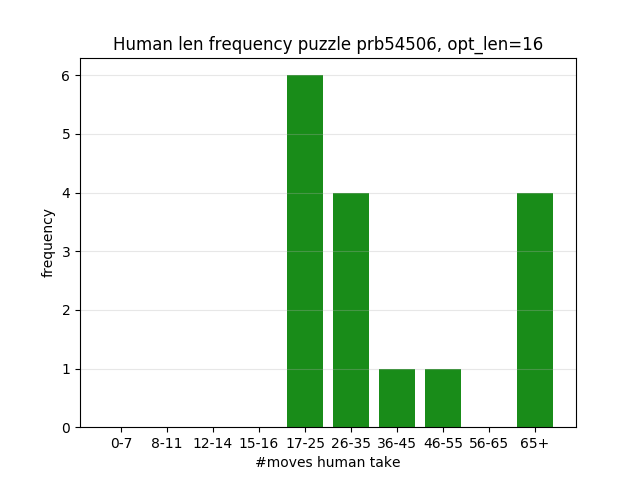 Human len frequency puzzle prb54506, opt_len=16
6
5
4
3
2
1
0
frequency
0-7 8-11 12-14 15-16 17-25 26-35 36-45 46-55 56-65 65+
#moves human take